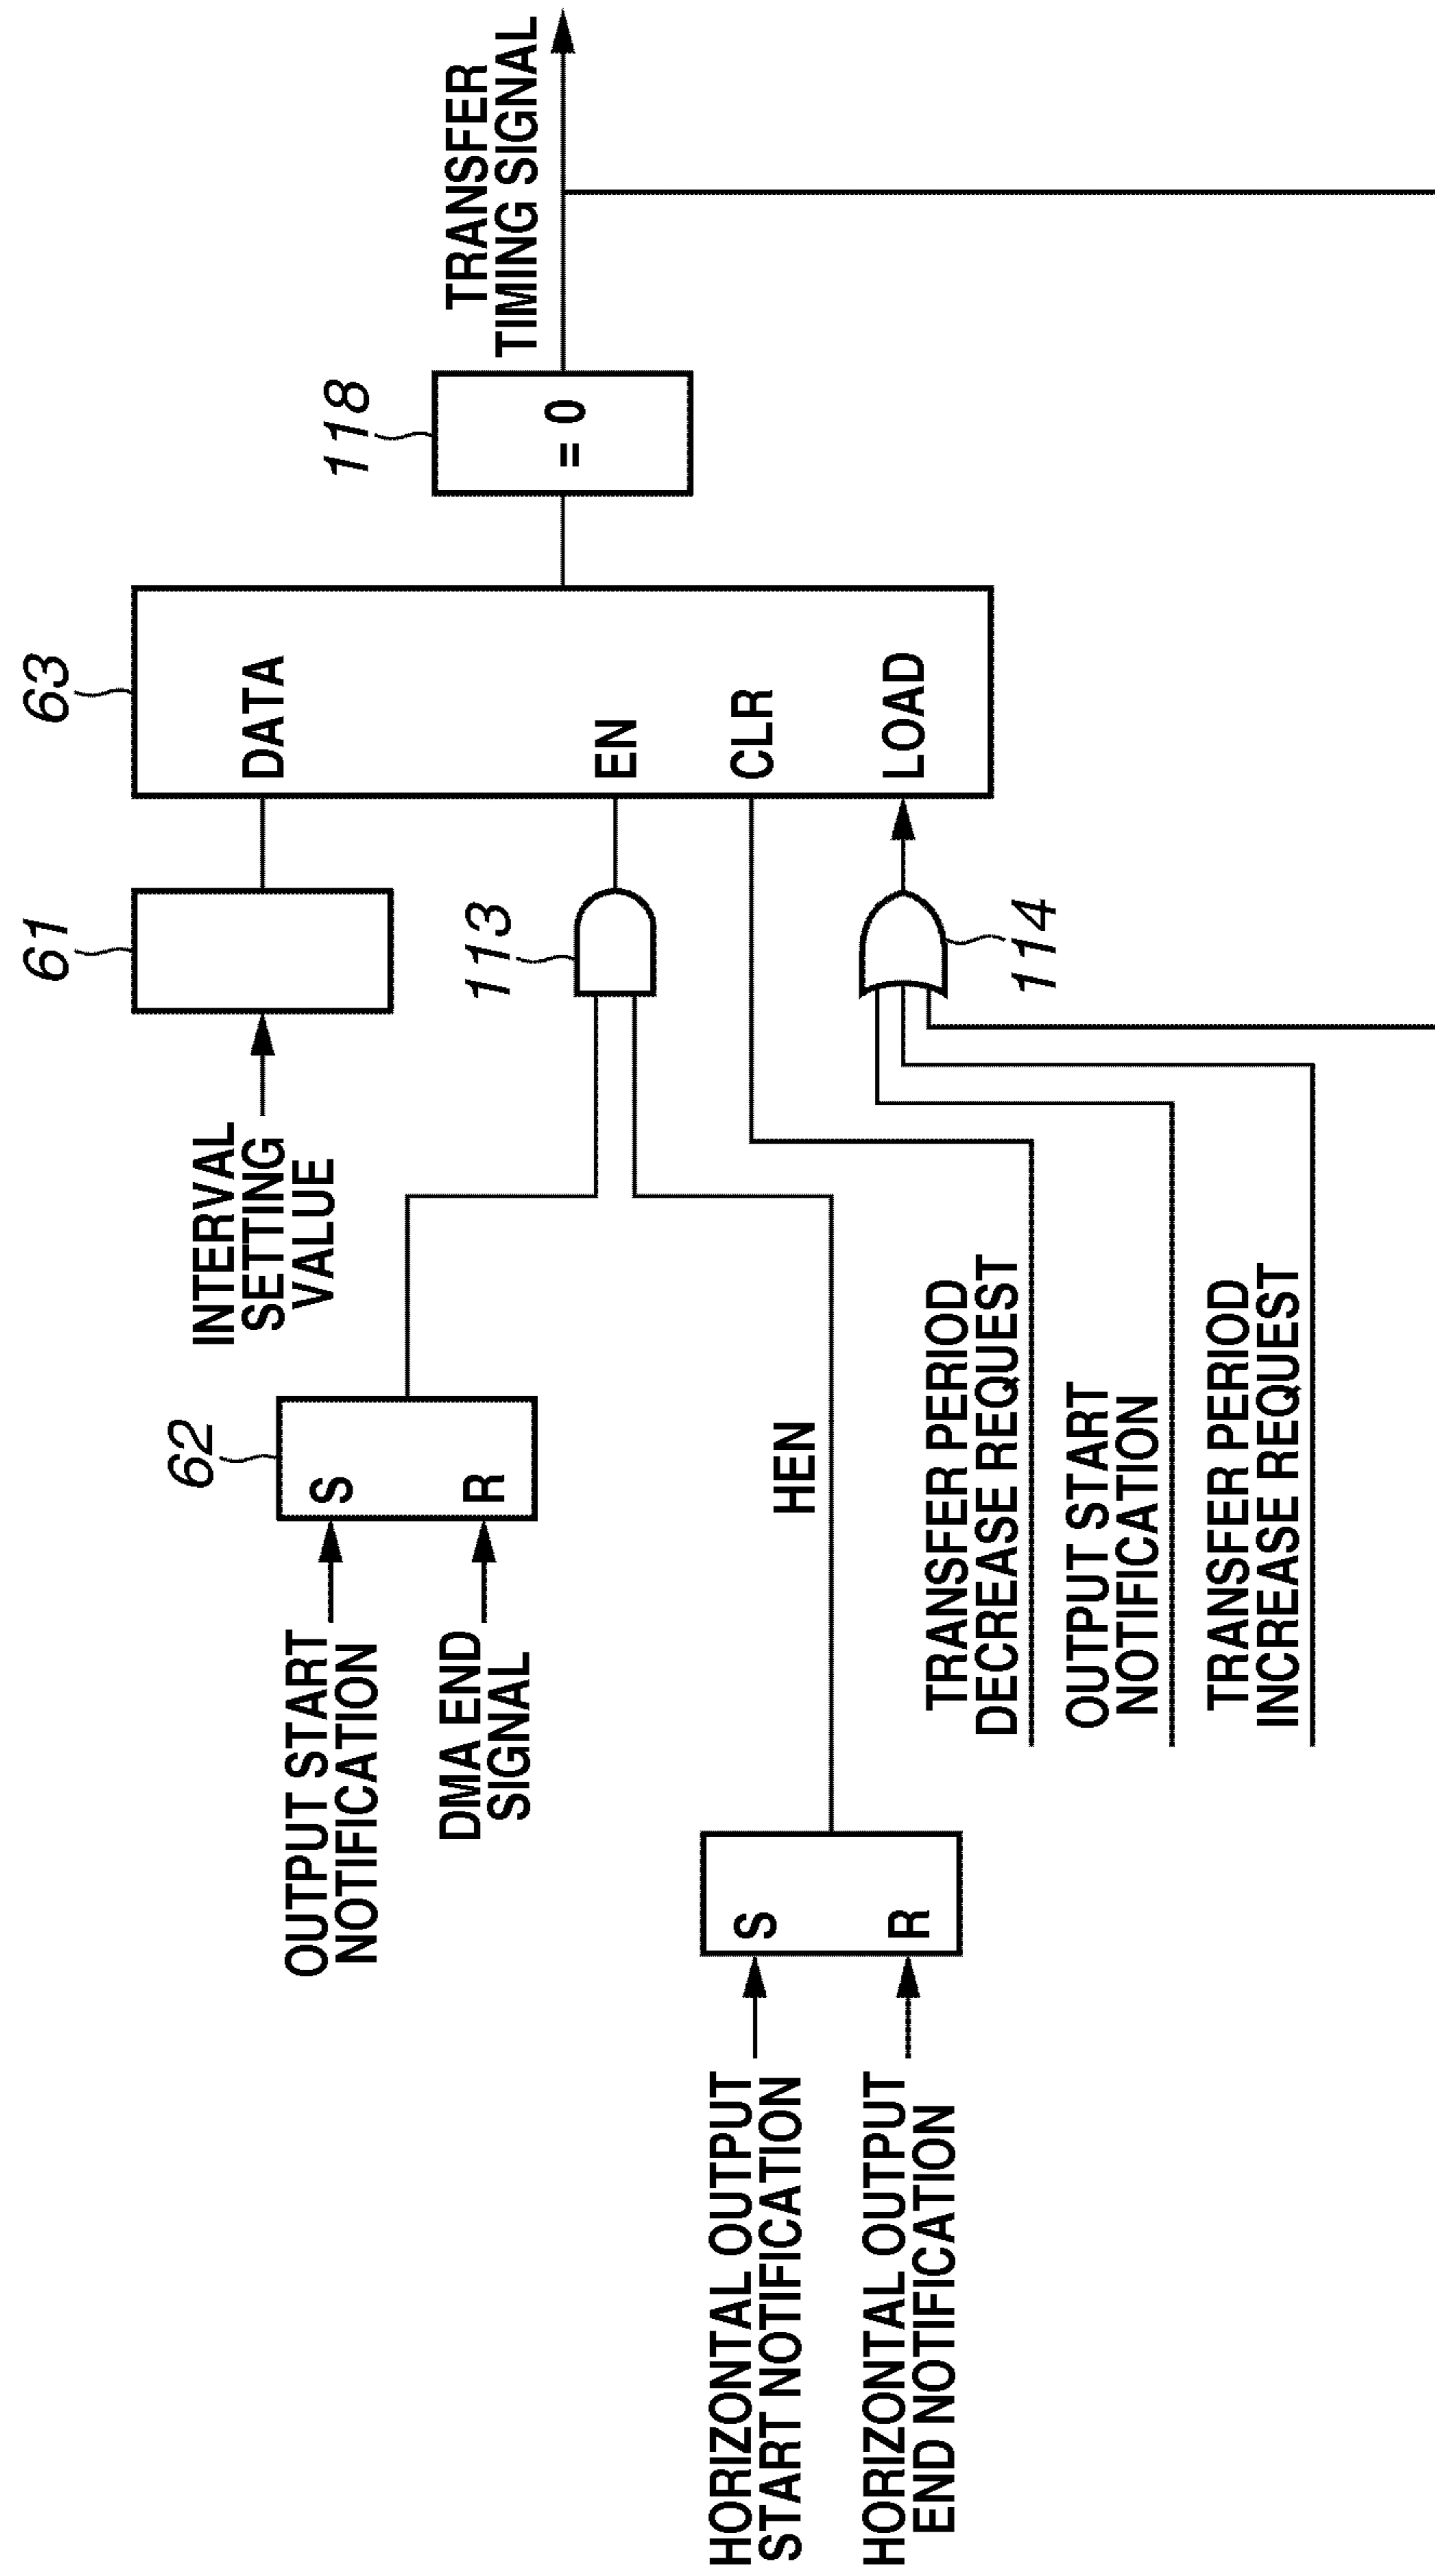 HORIZONTAL OUTPUT
START NOTIFICATION
HORIZONTAL OUTPUT
END NOTIFICATION
S
R
HEN
OUTPUT START
NOTIFICATION
DMA END
SIGNAL
62
S
R
INTERVAL
SETTING
VALUE
61
113
TRANSFER PERIOD
DECREASE REQUEST
OUTPUT START
NOTIFICATION
TRANSFER PERIOD
INCREASE REQUEST
114
63
DATA
EN
CLR
LOAD
118
= 0
TRANSFER
TIMING SIGNAL